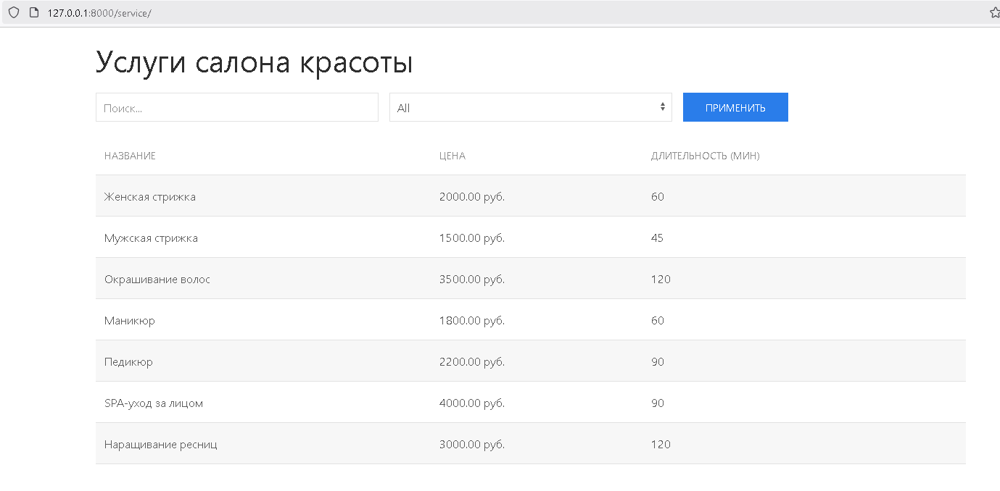 127.0.0.1:8000/service/
Услуги салона красоты
Поиск... All ПРИМЕНИТЬ
НАЗВАНИЕ ЦЕНА ДЛИТЕЛЬНОСТЬ (МИН)
Женская стрижка 2000.00 руб. 60
Мужская стрижка 1500.00 руб. 45
Окрашивание волос 3500.00 руб. 120
Маникюр 1800.00 руб. 60
Педикюр 2200.00 руб. 90
SPA-уход за лицом 4000.00 руб. 90
Наращивание ресниц 3000.00 руб. 120